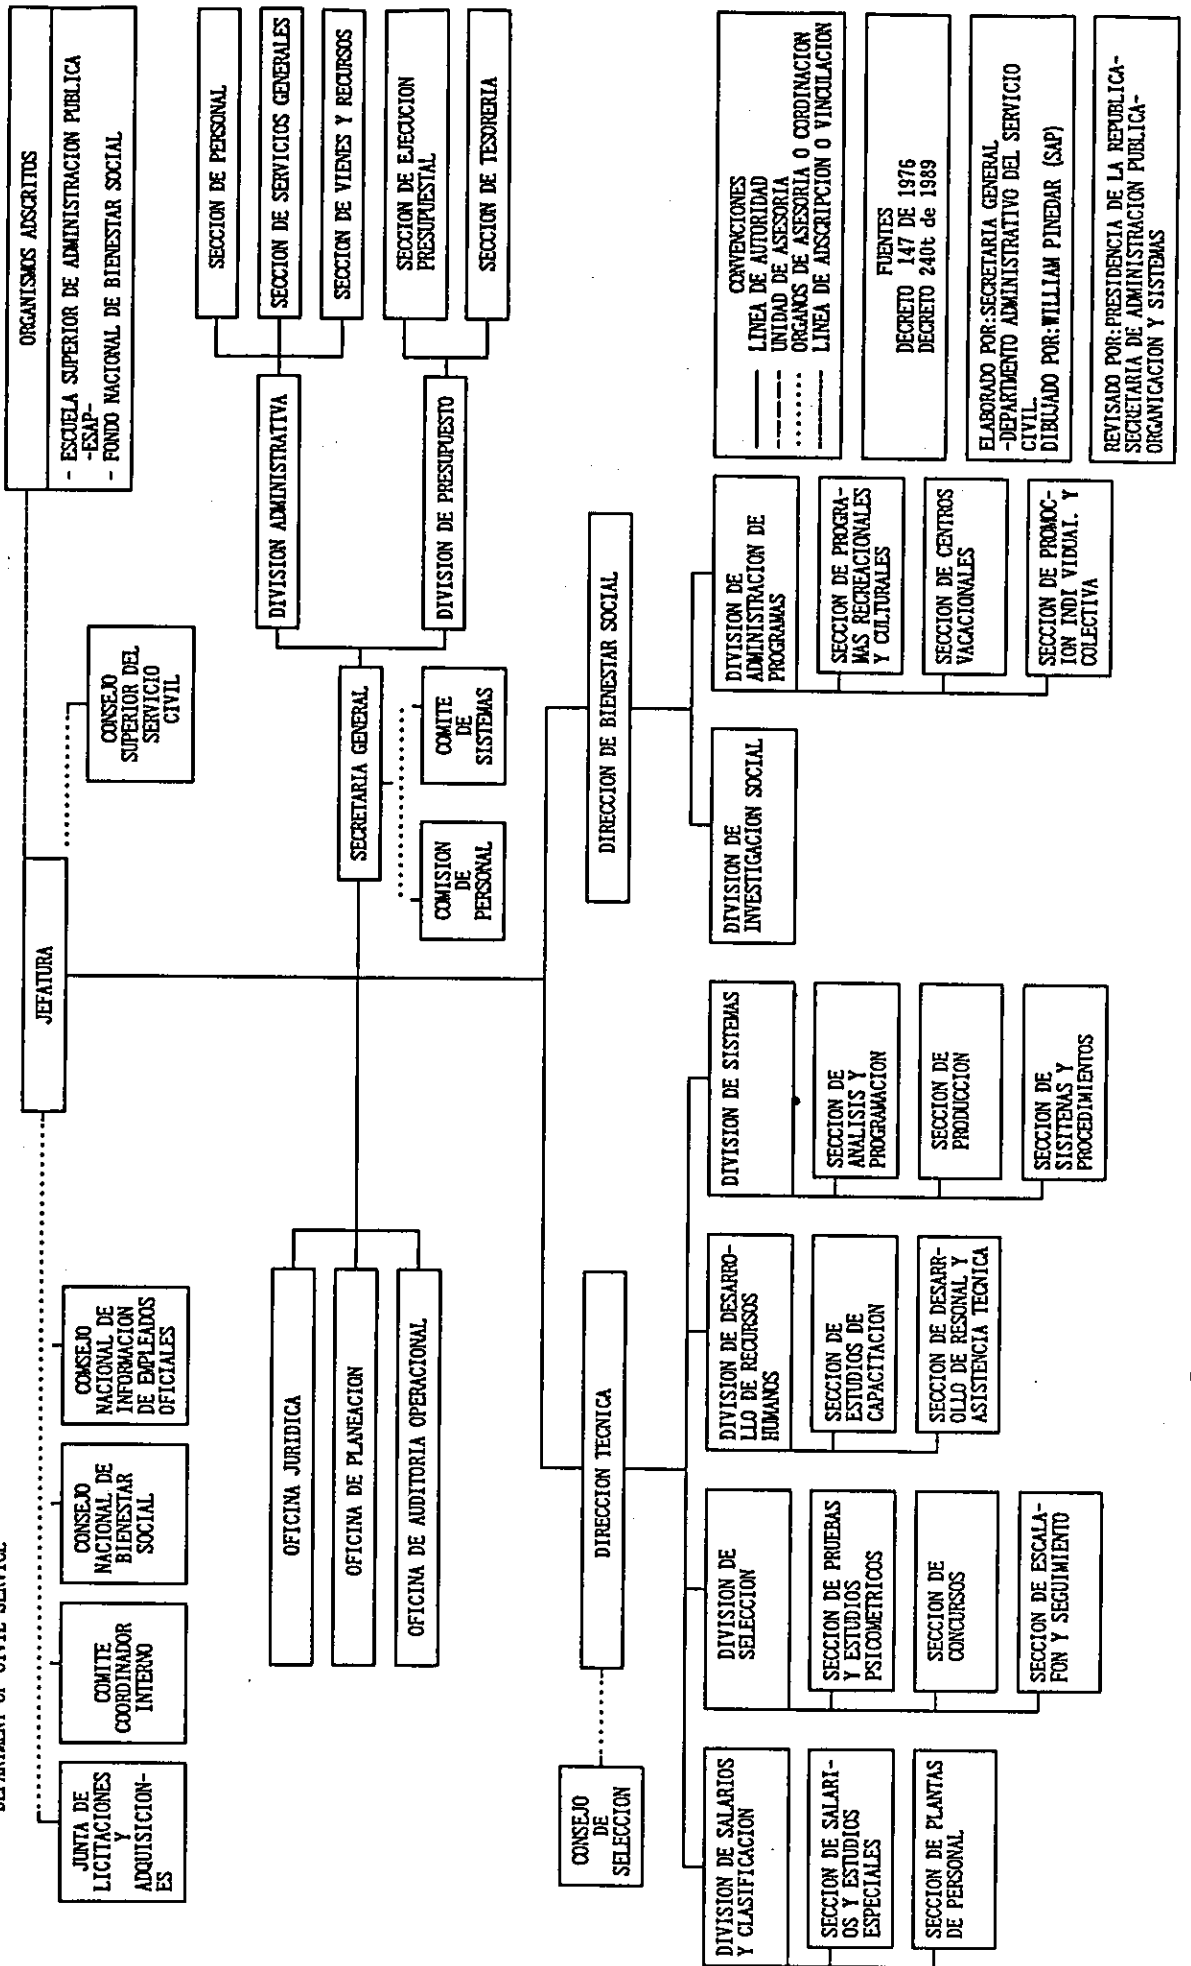 DEPARTMENT OF CIVIL SERVICE
JEFATURA
ORGANISMOS ADSCRITOS
- ESCUELA SUPERIOR DE ADMINISTRACION PUBLICA
-ESAP-
- FONDO NACIONAL DE BIENESTAR SOCIAL
JUNTA DE
LICITACIONES
Y
ADQUISICION-
ES
COMITE
COORDINADOR
INTERNO
CONSEJO
NACIONAL DE
BIENESTAR
SOCIAL
COMSEJO
NACIONAL DE
INFORMACION
DE EMPLEADOS
OFICIALES
CONSEJO
SUPERIOR DEL
SERVICIO
CIVIL
OFICINA JURIDICA
OFICINA DE PLANEACION
OFICINA DE AUDITORIA OPERACIONAL
SECRETARIA GENERAL
COMISION
DE
PERSONAL
COMITE
DE
SISTEMAS
DIVISION ADMINISTRATIVA
SECCION DE PERSONAL
SECCION DE SERVICIOS GENERALES
SECCION DE VIENES Y RECURSOS
DIVISION DE PRESUPUESTO
SECCION DE EJECUCION
PRESUPUESTAL
SECCION DE TESORERIA
CONSEJO
DE
SELECCION
DIRECCION TECNICA
DIRECCION DE BIENESTAR SOCIAL
DIVISION DE SALARIOS
Y CLASIFICACION
SECCION DE SALARI-
OS Y ESTUDIOS
ESPECIALES
SECCION DE PLANTAS
DE PERSONAL
DIVISION DE
SELECCION
SECCION DE PRUEBAS
Y ESTUDIOS
PSICOMETRICOS
SECCION DE
CONCURSOS
SECCION DE ESCALA-
FON Y SEGUIMIENTO
DIVISION DE DESARRO-
LLO DE RECURSOS
HUMANOS
SECCION DE
ESTUDIOS DE
CAPACITACION
SECCION DE DESARR-
OLLO DE RESONAL Y
ASISTENCIA TECNICA
DIVISION DE SISTEMAS
SECCION DE
ANALISIS Y
PROGRAMACION
SECCION DE
PRODUCCION
SECCION DE
SISITENAS Y
PROCEDIMIENTOS
DIVISION DE
INVESTIGACION SOCIAL
DIVISION DE
ADMINISTRACION DE
PROGRAMAS
SECCION DE PROGRA-
MAS RECREACIONALES
Y CULTURALES
SECCION DE CENTROS
VACACIONALES
SECCION DE PROMOC-
ION INDI VIDUAL. Y
COLECTIVA
CONVENCIONES
LINEA DE AUTORIDAD
UNIDAD DE ASESORIA
ORGANOS DE ASESORIA O CORDINACION
LINEA DE ADSCRIPCION O VINCULACION
FUENTES
DECRETO 147 DE 1976
DECRETO 240t de 1989
ELABORADO POR:SECRETARIA GENERAL
-DEPARTMENTO ADMINISTRATIVO DEL SERVICIO
CIVIL.
DIBUJADO POR:WILLIAM PINEDAR (SAP)
REVISADO POR:PRESIDENCIA DE LA REPUBLICA-
SECRETARIA DE ADMINISTRACION PUBLICA-
ORGANICACION Y SISTEMAS